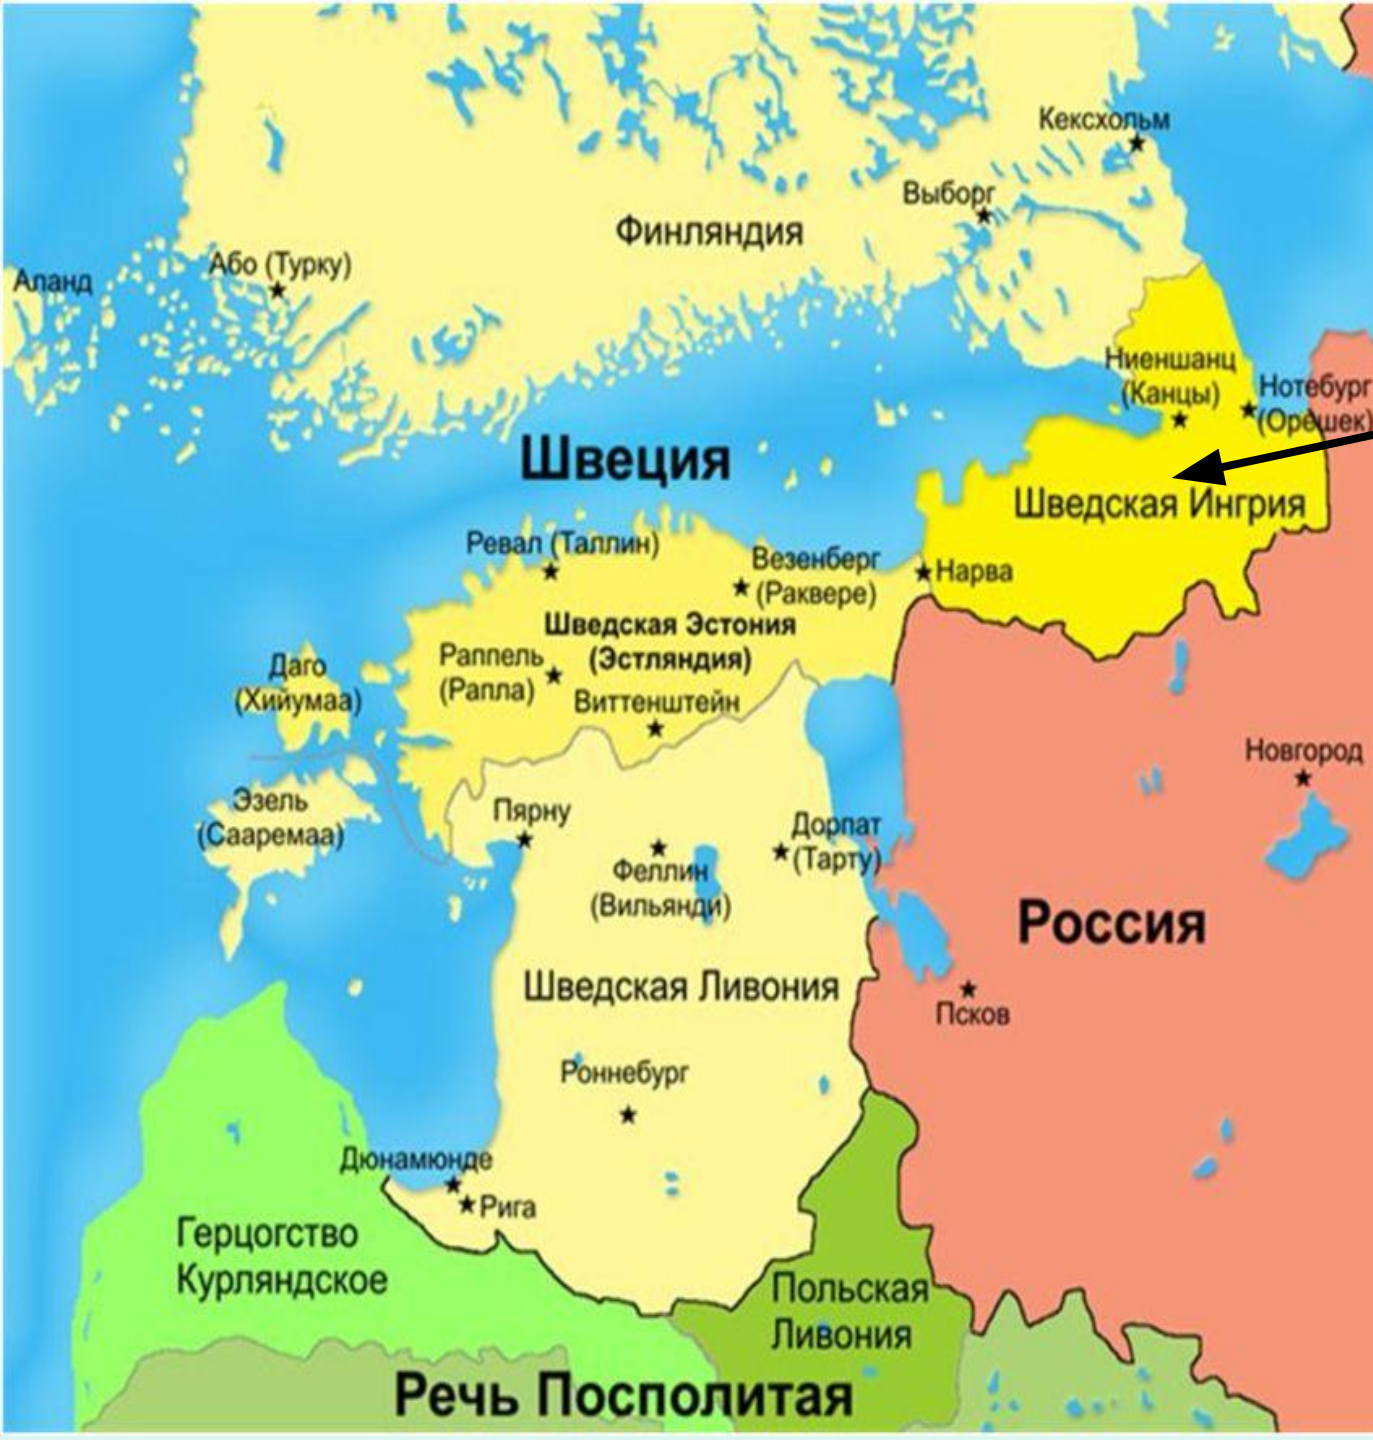 Кексхольм
Выборг
Финляндия
Або (Турку)
Аланд
Ниеншанц
(Канцы)
Нотебург
(Орешек)
Швеция
Шведская Ингрия
Ревал (Таллин)
Везенберг
(Раквере)
Нарва
Шведская Эстония
(Эстляндия)
Раппель
(Рапла)
Даго
(Хийумаа)
Виттенштейн
Новгород
Эзель
(Сааремаа)
Пярну
Дорпат
(Тарту)
Феллин
(Вильянди)
Россия
Шведская Ливония
Псков
Роннебург
Дюнамюнде
Рига
Герцогство
Курляндское
Польская
Ливония
Речь Посполитая